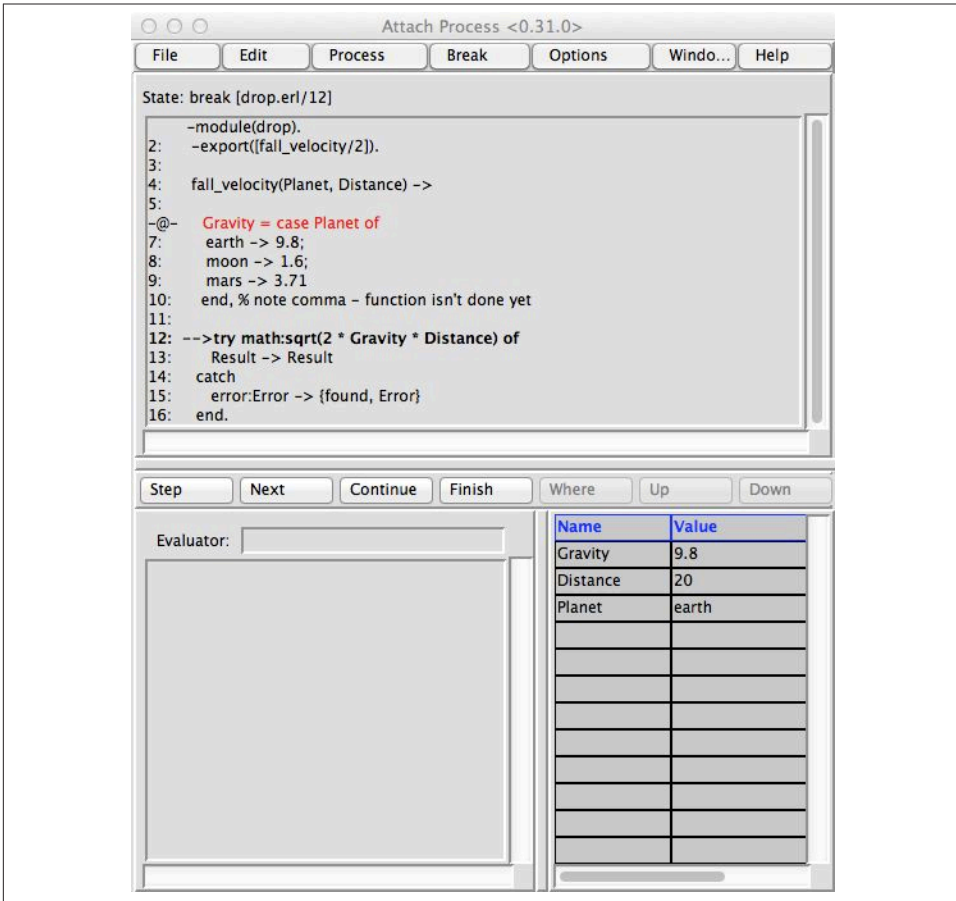 Attach Process <0.31.0>
File Edit Process Break Options Windo... Help
State: break [drop.erl/12]
-module(drop).
2: -export([fall_velocity/2]).
3:
4: fall_velocity(Planet, Distance) ->
5:
-@- Gravity = case Planet of
7: earth -> 9.8;
8: moon -> 1.6;
9: mars -> 3.71
10: end, % note comma - function isn't done yet
11:
12: -->try math:sqrt(2 * Gravity * Distance) of
13: Result -> Result
14: catch
15: error:Error -> {found, Error}
16: end.
Step Next Continue Finish Where Up Down
Evaluator:
Name Value
Gravity 9.8
Distance 20
Planet earth